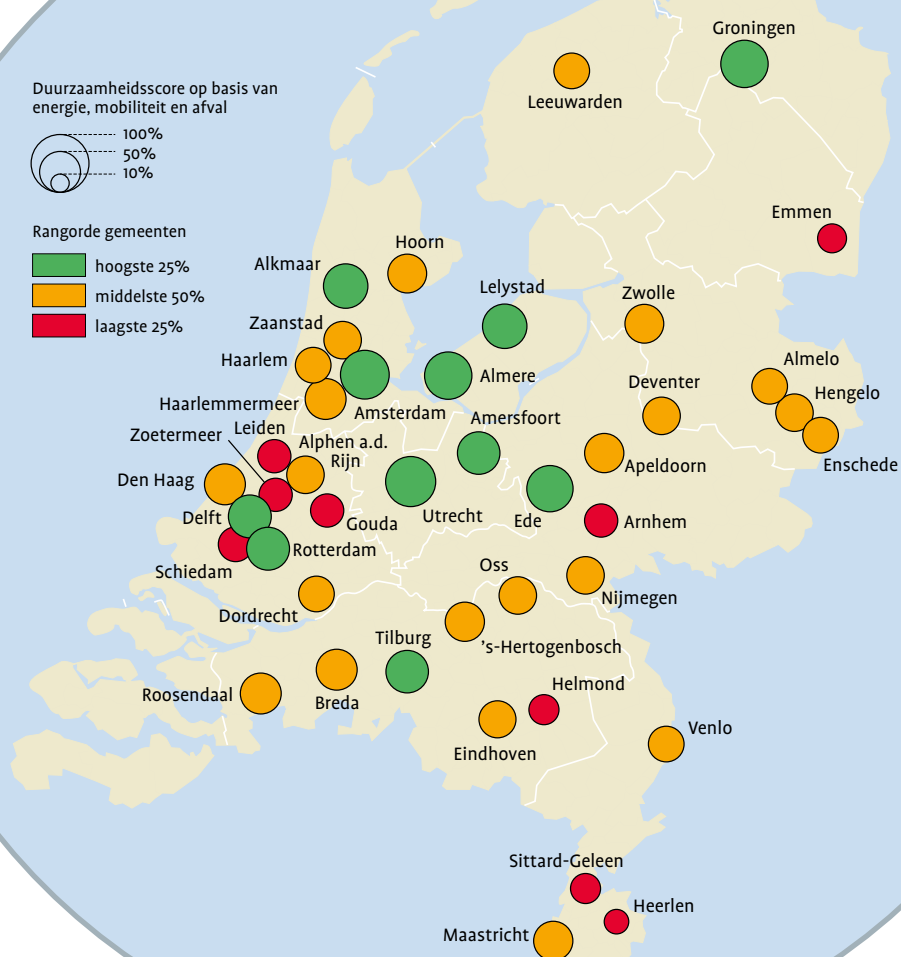 Duurzaamheidsscore op basis van
energie, mobiliteit en afval
100%
50%
10%
Rangorde gemeenten
hoogste 25%
middelste 50%
laagste 25%
Groningen
Leeuwarden
Emmen
Hoorn
Alkmaar
Lelystad
Zwolle
Zaanstad
Haarlem
Almelo
Almere
Deventer
Hengelo
Haarlemmermeer
Amsterdam
Amersfoort
Zoetermeer
Leiden
Alphen a.d.
Rijn
Enschede
Apeldoorn
Den Haag
Delft
Gouda
Utrecht
Ede
Arnhem
Rotterdam
Schiedam
Oss
Nijmegen
Dordrecht
Tilburg
's-Hertogenbosch
Helmond
Roosendaal
Breda
Venlo
Eindhoven
Sittard-Geleen
Heerlen
Maastricht